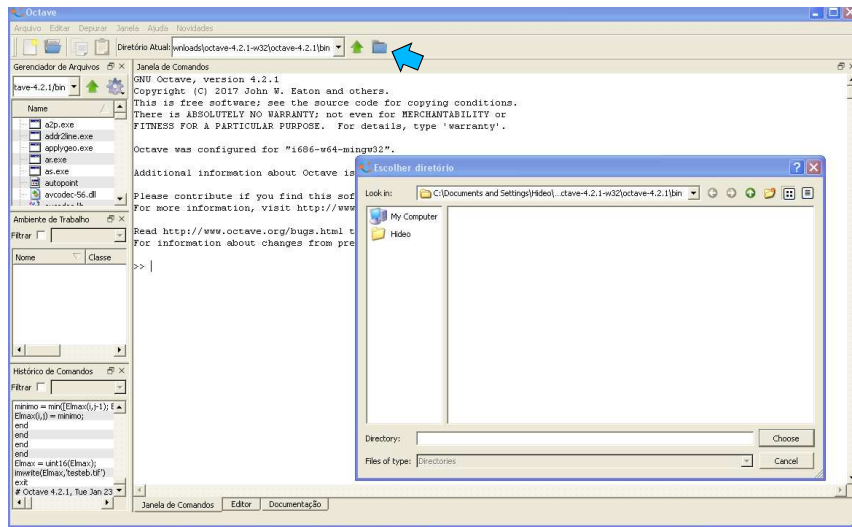 Octave
Arquivo Editar Depurar Janela Ajuda Novidades
Diretório Atual: wnloads\octave-4.2.1-w32\octave-4.2.1\bin
Gerenciador de Arquivos
tave-4.2.1/bin
Name
a2p.exe
addr2line.exe
applygeo.exe
ar.exe
as.exe
autopoint
avcodec-56.dll
Ambiente de Trabalho
Filtrar
Nome Classe
Histórico de Comandos
Filtrar
minimo = min([Elmax(i,j-1); E
Elmax(i,j) = minimo;
end
end
end
end
Elmax = uint16(Elmax);
imwrite(Elmax,'testeb.tif')
exit
# Octave 4.2.1, Tue Jan 23
Janela de Comandos
GNU Octave, version 4.2.1
Copyright (C) 2017 John W. Eaton and others.
This is free software; see the source code for copying conditions.
There is ABSOLUTELY NO WARRANTY; not even for MERCHANTABILITY or
FITNESS FOR A PARTICULAR PURPOSE. For details, type 'warranty'.
Octave was configured for "i686-w64-mingw32".
Additional information about Octave is
Please contribute if you find this sof
For more information, visit http://www
Read http://www.octave.org/bugs.html t
For information about changes from pre
>>
Janela de Comandos Editor Documentação
Escolher diretório
Look in: C:\Documents and Settings\Hideo\...ctave-4.2.1-w32\octave-4.2.1\bin
My Computer
Hideo
Directory: Choose
Files of type: Directories Cancel